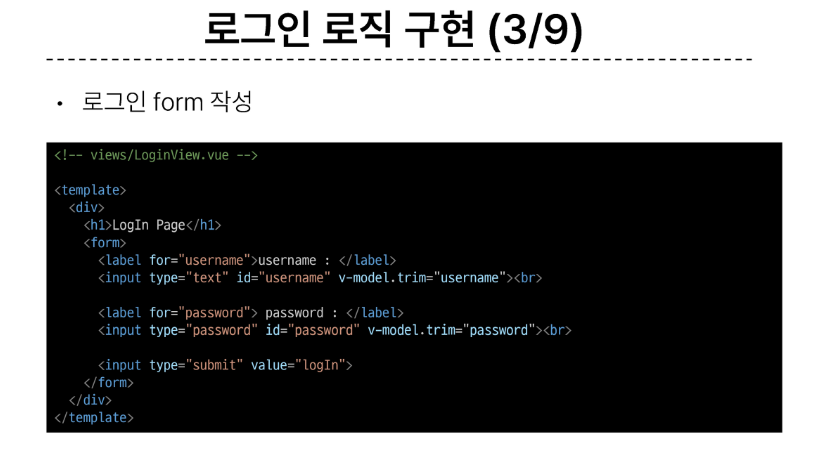 로그인 로직 구현 (3/9)
• 로그인 form 작성
<!-- views/LoginView.vue -->
<template>
<div>
<h1>LogIn Page</h1>
<form>
<label for="username">username : </label>
<input type="text" id="username" v-model.trim="username"><br>
<label for="password"> password : </label>
<input type="password" id="password" v-model.trim="password"><br>
<input type="submit" value="logIn">
</form>
</div>
</template>